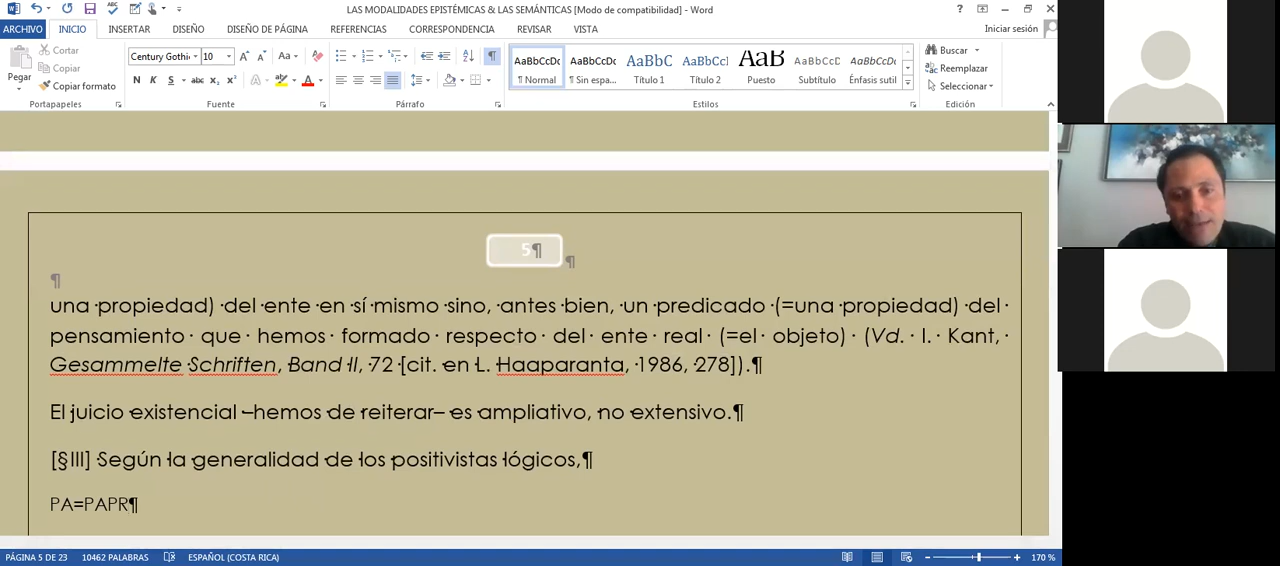 LAS MODALIDADES EPISTÉMICAS & LAS SEMÁNTICAS [Modo de compatibilidad] - Word
ARCHIVO INICIO INSERTAR DISEÑO DISEÑO DE PÁGINA REFERENCIAS CORRESPONDENCIA REVISAR VISTA Iniciar sesión
Pegar
Cortar
Copiar
Copiar formato
Portapapeles
Century Gothi 10
N K S abc x₂ x²
Fuente
Párrafo
AaBbCcDc AaBbCcDc AaBbC AaBbCcD AaB AaBbCcD AaBbCcDc
¶ Normal ¶ Sin espa... Título 1 Título 2 Puesto Subtítulo Énfasis sutil
Estilos
Buscar
Reemplazar
Seleccionar
Edición
5¶
¶
¶
una propiedad) del ente en sí mismo sino, antes bien, un predicado (=una propiedad) del
pensamiento que hemos formado respecto del ente real (=el objeto) (Vd. I. Kant,
Gesammelte Schriften, Band II, 72 [cit. en L. Haaparanta, 1986, 278]).¶
El juicio existencial –hemos de reiterar– es ampliativo, no extensivo.¶
[§III] Según la generalidad de los positivistas lógicos,¶
PA=PAPR¶
PÁGINA 5 DE 23 10462 PALABRAS ESPAÑOL (COSTA RICA) 170 %